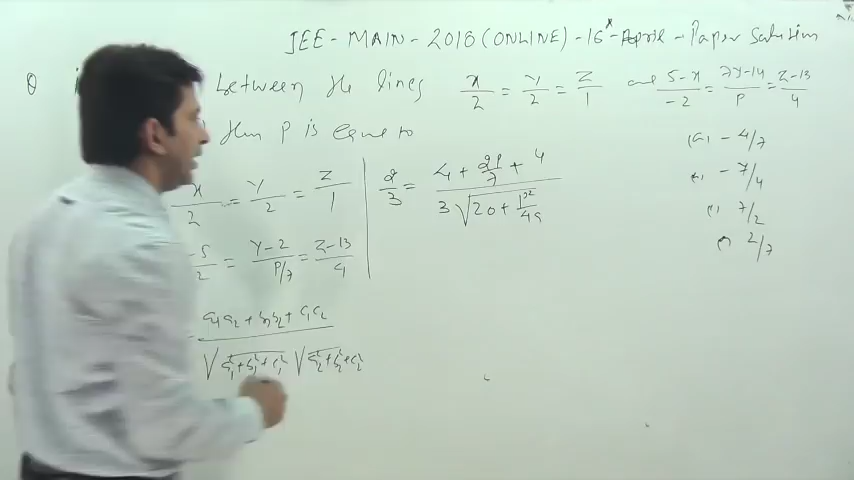 JEE-MAIN-2018(ONLINE)-16-April-Paper Solution
Q between the lines x/2 = y/2 = z/1 and 5-x/-2 = 7y-14/P = z-13/4
then P is equal to
(a) -4/7
-7/4
7/2
2/7
x/2 = y/2 = z/1
-5/2 = y-2/P/7 = z-13/4
2/3 = 4+2P/7+4 / 3√20+P²/49
a₁a₂+b₁b₂+c₁c₂ / √a₁²+b₁²+c₁² √a₂²+b₂²+c₂²